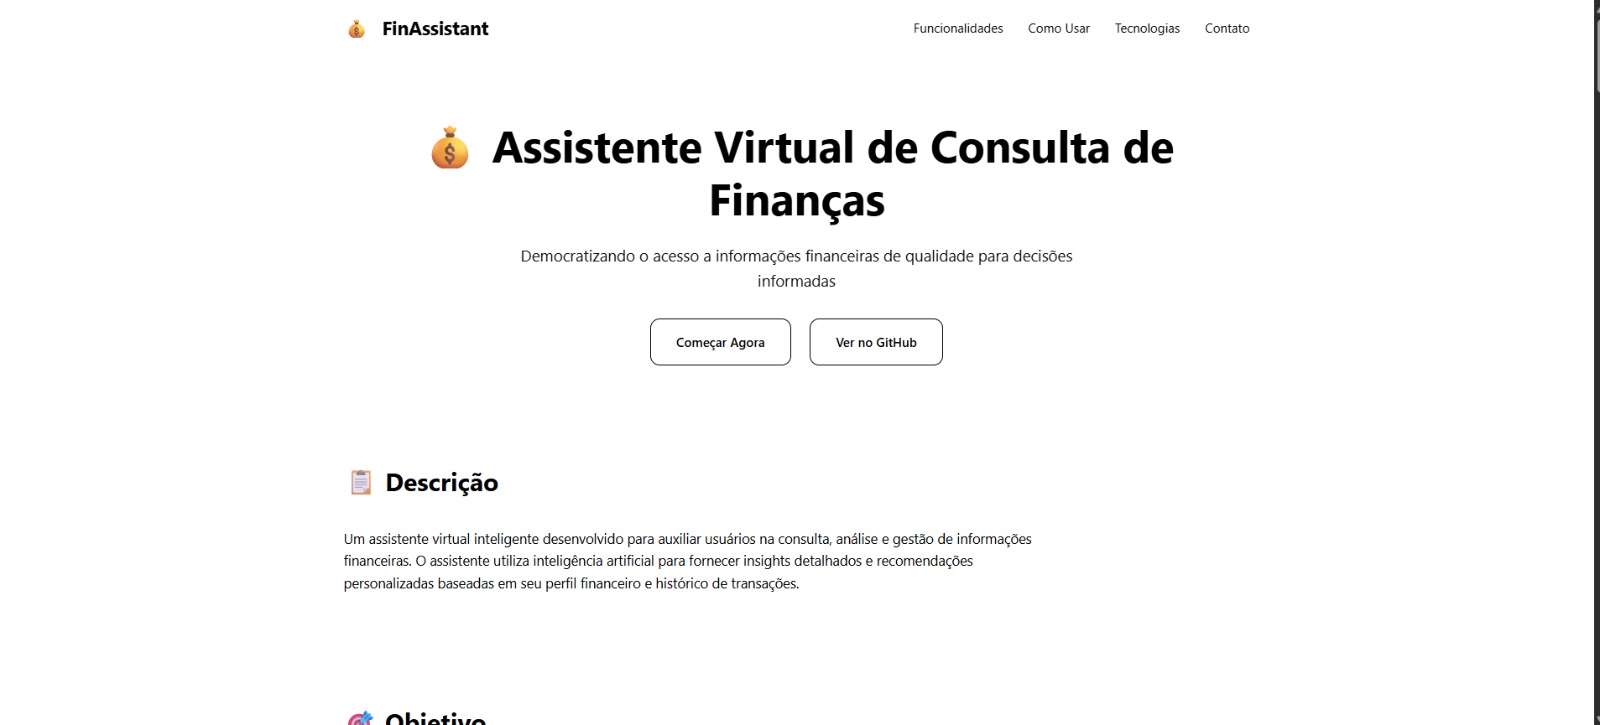 FinAssistant
Funcionalidades Como Usar Tecnologias Contato
Assistente Virtual de Consulta de
Finanças
Democratizando o acesso a informações financeiras de qualidade para decisões
informadas
Começar Agora Ver no GitHub
Descrição
Um assistente virtual inteligente desenvolvido para auxiliar usuários na consulta, análise e gestão de informações
financeiras. O assistente utiliza inteligência artificial para fornecer insights detalhados e recomendações
personalizadas baseadas em seu perfil financeiro e histórico de transações.
Objetivo